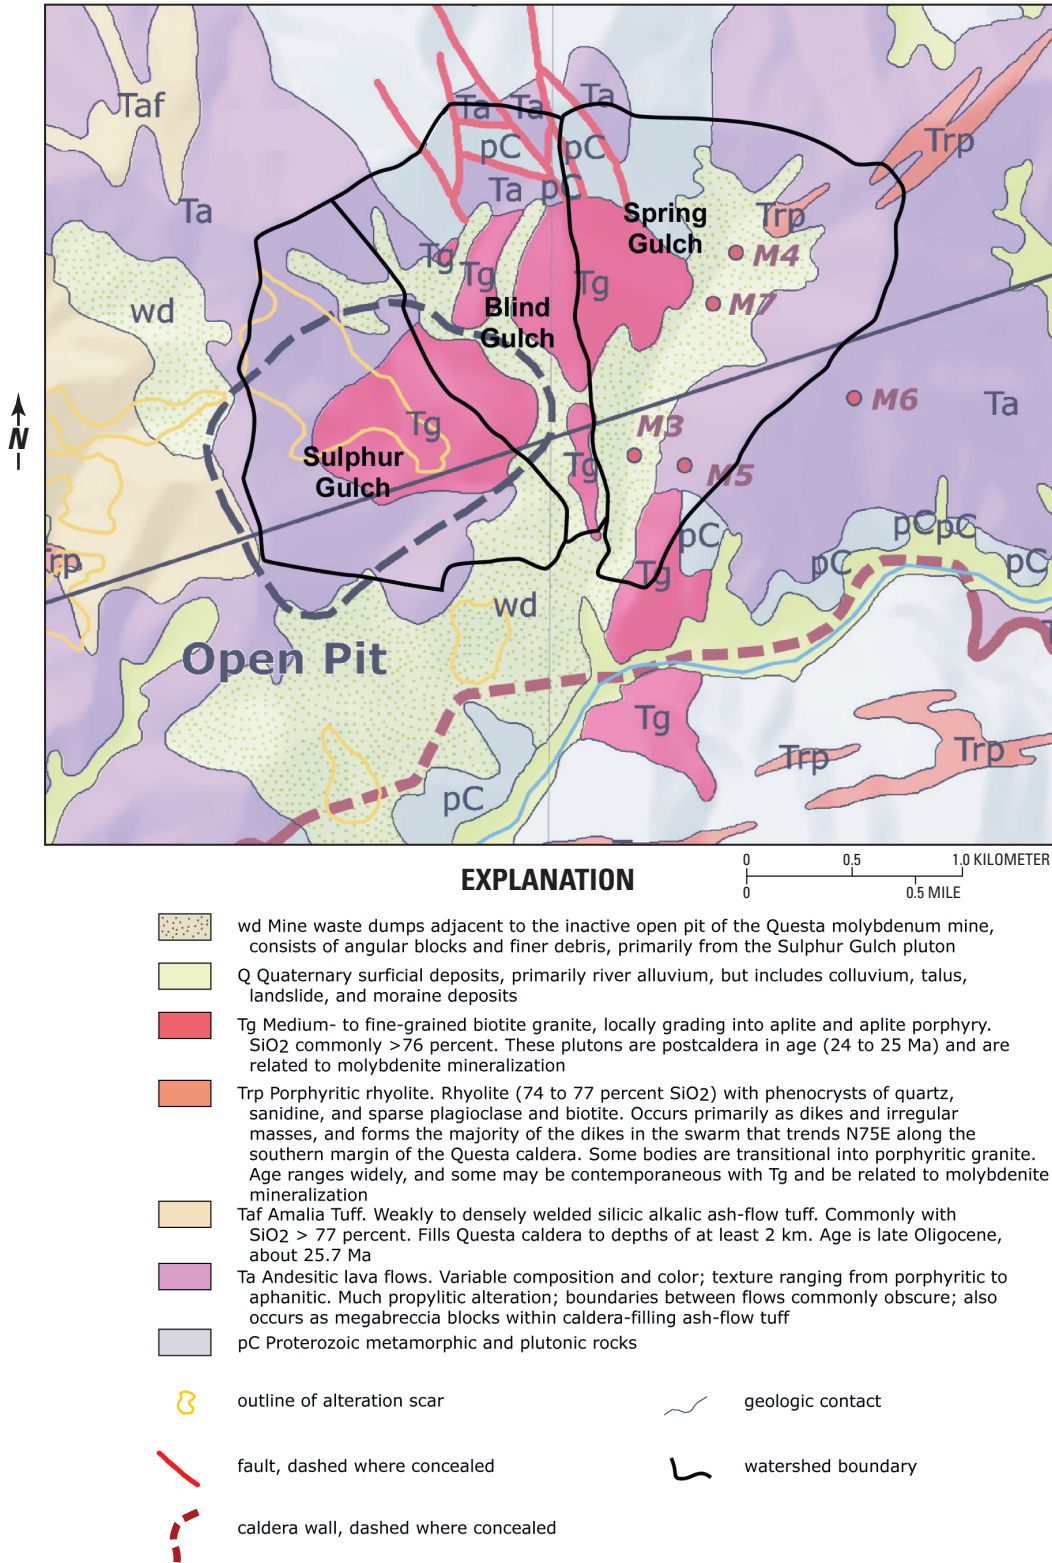 Taf
Ta
Ta
Ta
Trp
pC
pC
Ta
pC
Ta
Spring
Gulch
Trp
M4
Tg
Tg
Tg
wd
Blind
Gulch
M7
M6
Ta
N
Tg
M3
Sulphur
Gulch
Tg
M5
pC
pC
pC
pC
pC
rp
Tg
wd
Open Pit
Tg
Trp
Trp
pC
0 0.5 1.0 KILOMETER
0 0.5 MILE
EXPLANATION
wd Mine waste dumps adjacent to the inactive open pit of the Questa molybdenum mine,
consists of angular blocks and finer debris, primarily from the Sulphur Gulch pluton
Q Quaternary surficial deposits, primarily river alluvium, but includes colluvium, talus,
landslide, and moraine deposits
Tg Medium- to fine-grained biotite granite, locally grading into aplite and aplite porphyry.
SiO2 commonly >76 percent. These plutons are postcaldera in age (24 to 25 Ma) and are
related to molybdenite mineralization
Trp Porphyritic rhyolite. Rhyolite (74 to 77 percent SiO2) with phenocrysts of quartz,
sanidine, and sparse plagioclase and biotite. Occurs primarily as dikes and irregular
masses, and forms the majority of the dikes in the swarm that trends N75E along the
southern margin of the Questa caldera. Some bodies are transitional into porphyritic granite.
Age ranges widely, and some may be contemporaneous with Tg and be related to molybdenite
mineralization
Taf Amalia Tuff. Weakly to densely welded silicic alkalic ash-flow tuff. Commonly with
SiO2 > 77 percent. Fills Questa caldera to depths of at least 2 km. Age is late Oligocene,
about 25.7 Ma
Ta Andesitic lava flows. Variable composition and color; texture ranging from porphyritic to
aphanitic. Much propylitic alteration; boundaries between flows commonly obscure; also
occurs as megabreccia blocks within caldera-filling ash-flow tuff
pC Proterozoic metamorphic and plutonic rocks
outline of alteration scar
geologic contact
fault, dashed where concealed
watershed boundary
caldera wall, dashed where concealed